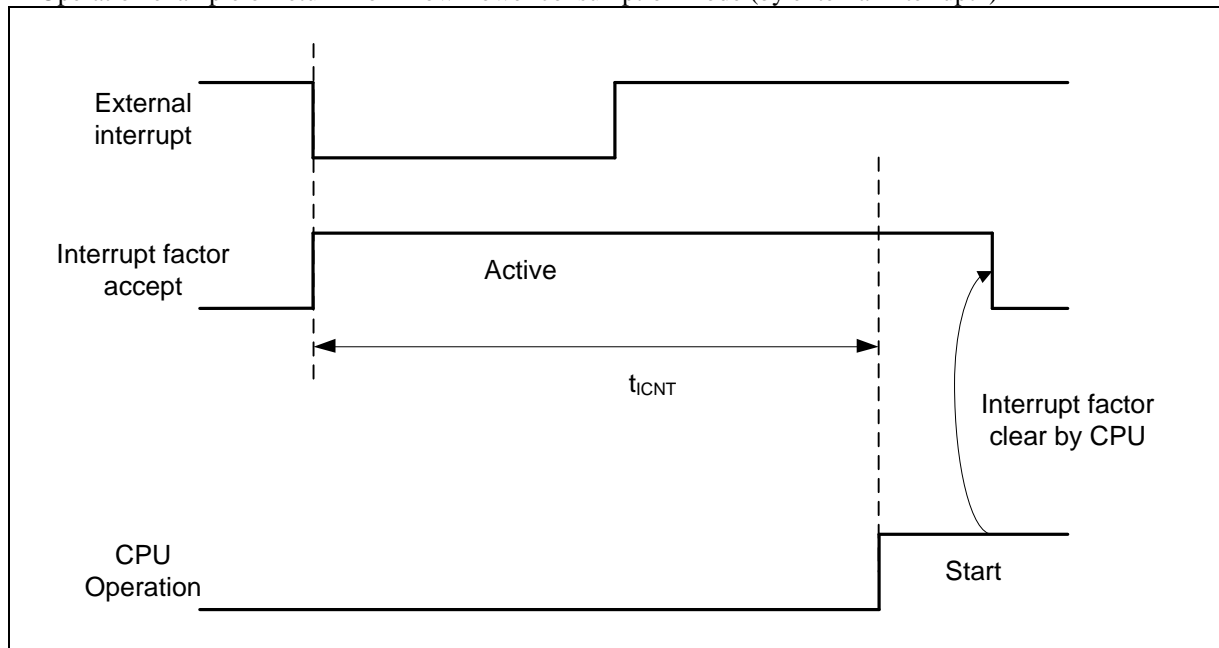 External
interrupt
Interrupt factor
accept
Active
tICNT
Interrupt factor
clear by CPU
CPU
Operation
Start